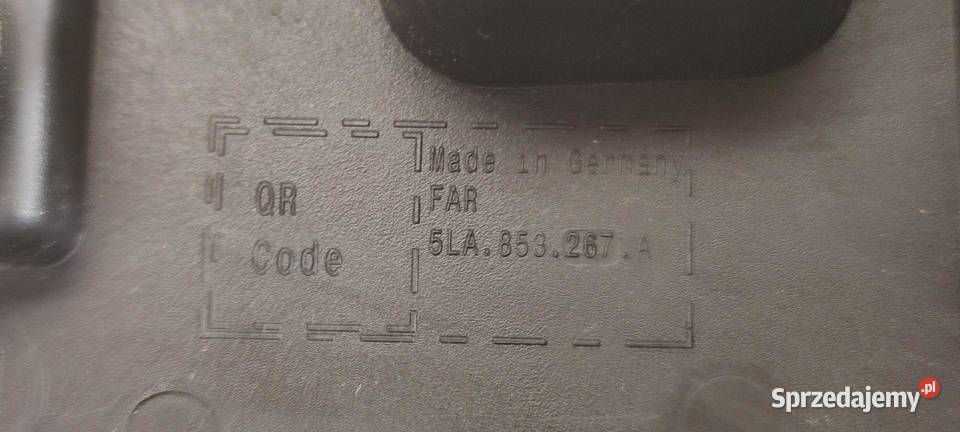 QR
Code
Made in Germany
FAR
5LA.853.267.A
Sprzedajemy.pl